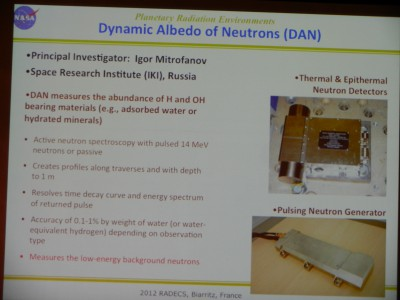 NASA
Planetary Radiation Environments
Dynamic Albedo of Neutrons (DAN)
•Principal Investigator: Igor Mitrofanov
•Space Research Institute (IKI), Russia
•DAN measures the abundance of H and OH
bearing materials (e.g., adsorbed water or
hydrated minerals)
• Active neutron spectroscopy with pulsed 14 MeV
neutrons or passive
• Creates profiles along traverses and with depth
to 1 m
• Resolves time decay curve and energy spectrum
of returned pulse
• Accuracy of 0.1-1% by weight of water (or water-
equivalent hydrogen) depending on observation
type
• Measures the low-energy background neutrons
•Thermal & Epithermal
Neutron Detectors
•Pulsing Neutron Generator
2012 RADECS, Biarritz, France